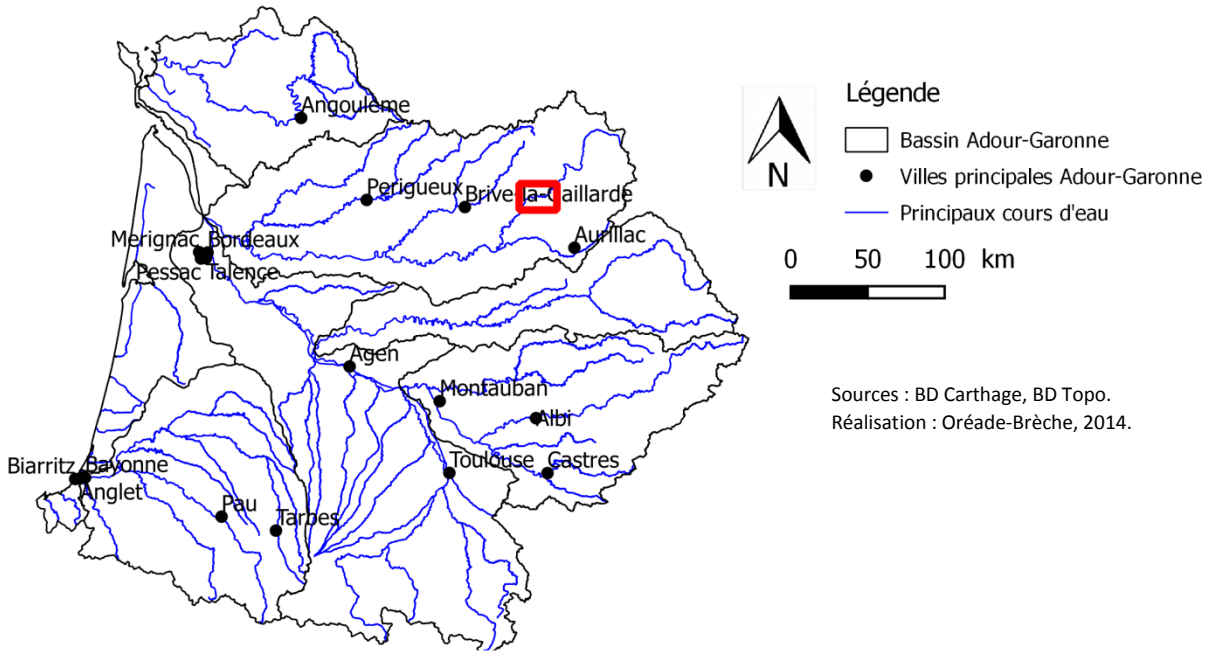 Angoulême
Perigueux
Brive-la-Gaillarde
Aurillac
Merignac Bordeaux
Pessac Talence
Agen
Montauban
Albi
Toulouse
Castres
Biarritz Bayonne
Anglet
Pau
Tarbes
N
Légende
Bassin Adour-Garonne
Villes principales Adour-Garonne
Principaux cours d'eau
0 50 100 km
Sources : BD Carthage, BD Topo.
Réalisation : Oréade-Brèche, 2014.